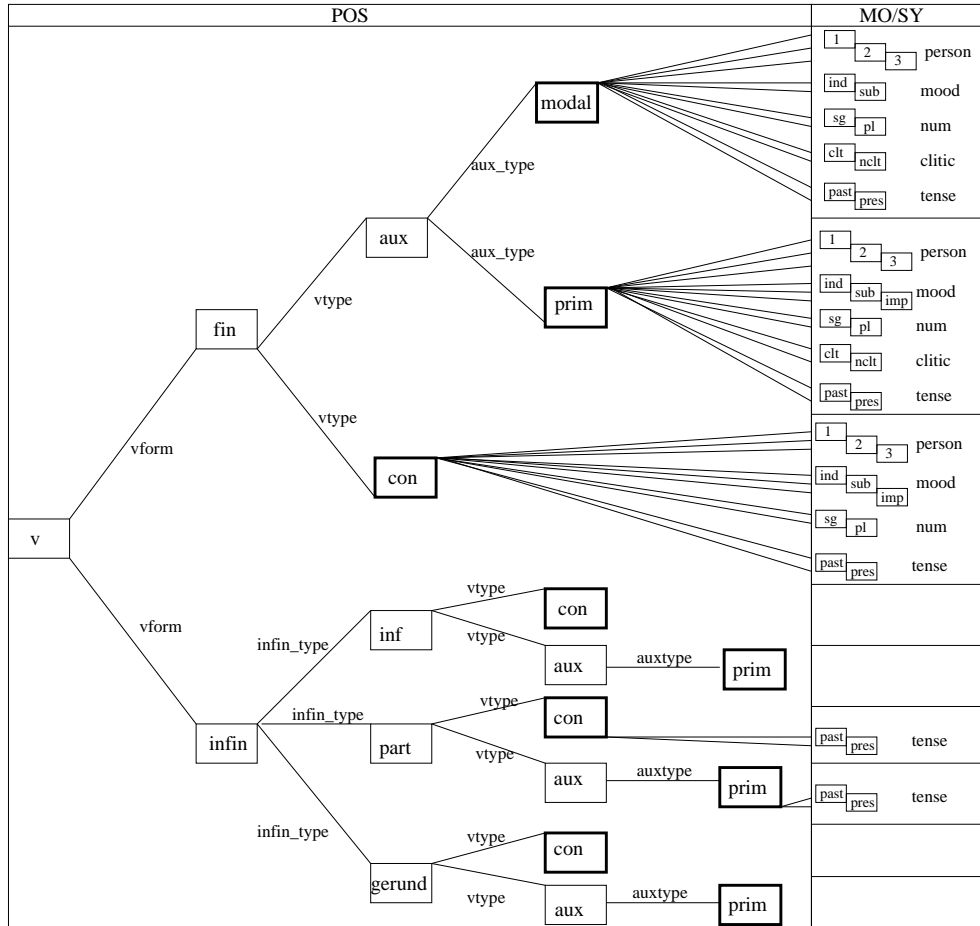 POS MO/SY
1 2 3 person
modal
ind sub mood
sg pl num
clt nclt clitic
aux_type
past pres tense
aux
aux_type
1 2 3 person
vtype
ind sub imp mood
prim
fin
sg pl num
clt nclt clitic
past pres tense
vtype
vform
1 2 3 person
con
ind sub imp mood
sg pl num
v
past pres tense
vtype
con
vform
inf
infin_type
vtype
aux auxtype prim
vtype
con
infin_type
infin part
past pres tense
vtype
aux auxtype prim
past pres tense
infin_type
vtype
con
gerund
vtype
aux auxtype prim